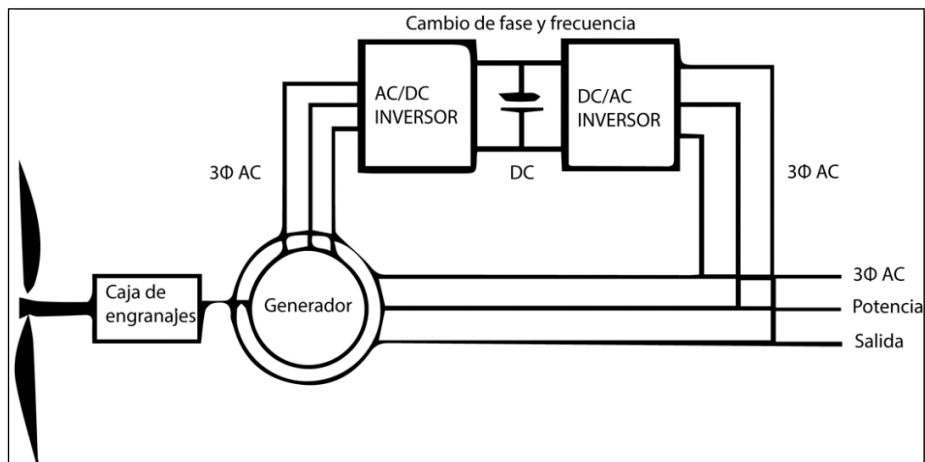 Cambio de fase y frecuencia
AC/DC
INVERSOR
DC/AC
INVERSOR
3Φ AC
DC
3Φ AC
Caja de
engranajes
Generador
3Φ AC
Potencia
Salida